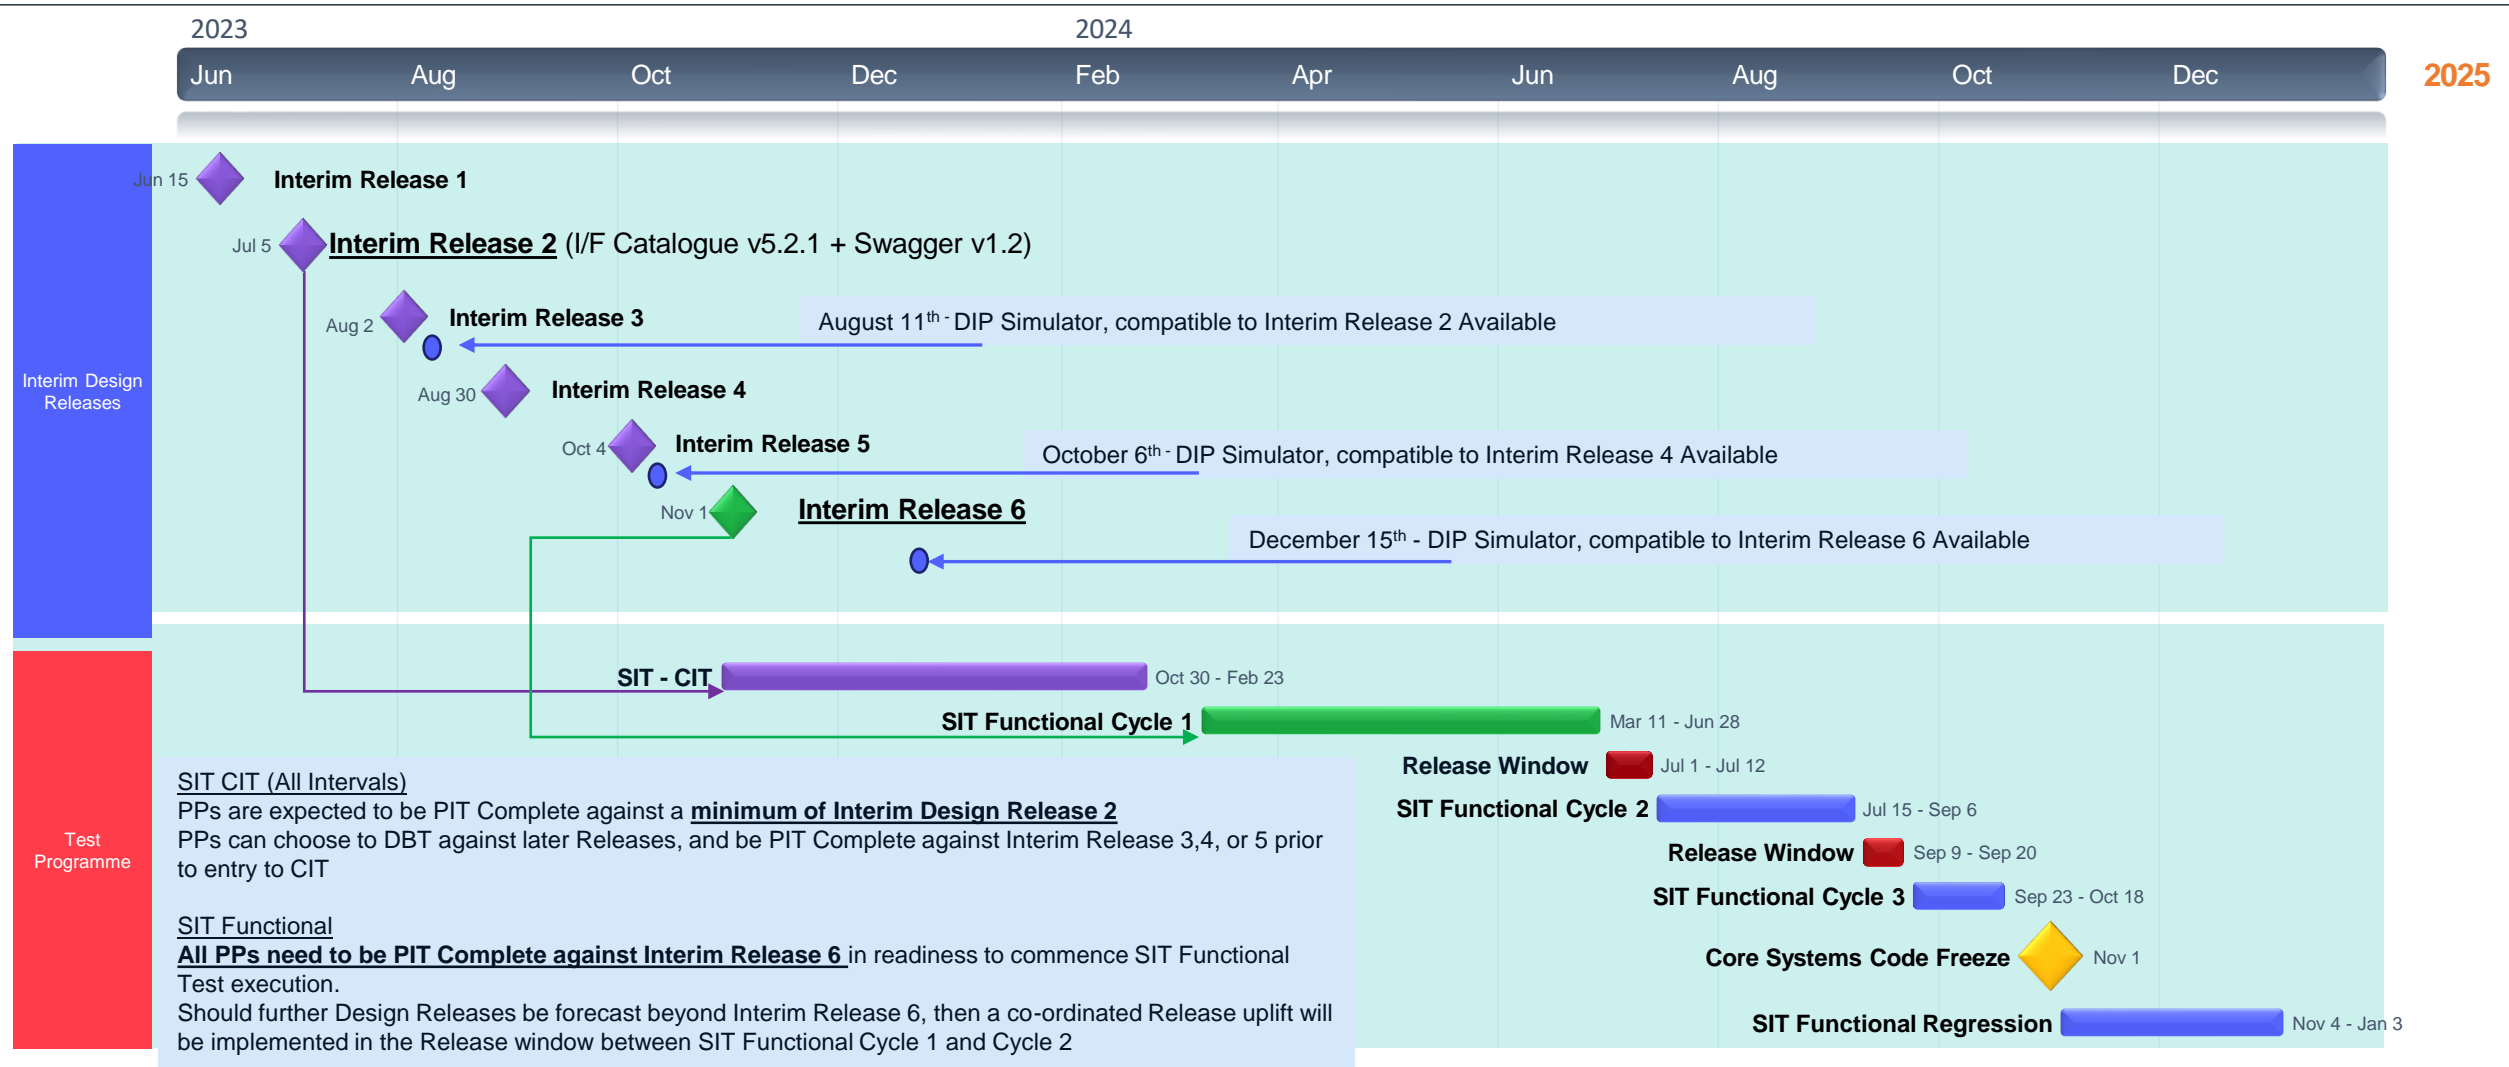 2023 2024
Jun Aug Oct Dec Feb Apr Jun Aug Oct Dec 2025
Interim Design
Releases
Jun 15 Interim Release 1
Jul 5 Interim Release 2 (I/F Catalogue v5.2.1 + Swagger v1.2)
Aug 2 Interim Release 3
August 11th - DIP Simulator, compatible to Interim Release 2 Available
Aug 30 Interim Release 4
Oct 4 Interim Release 5
October 6th - DIP Simulator, compatible to Interim Release 4 Available
Nov 1 Interim Release 6
December 15th - DIP Simulator, compatible to Interim Release 6 Available
Test
Programme
SIT - CIT Oct 30 - Feb 23
SIT Functional Cycle 1 Mar 11 - Jun 28
Release Window Jul 1 - Jul 12
SIT Functional Cycle 2 Jul 15 - Sep 6
Release Window Sep 9 - Sep 20
SIT Functional Cycle 3 Sep 23 - Oct 18
Core Systems Code Freeze Nov 1
SIT Functional Regression Nov 4 - Jan 3
SIT CIT (All Intervals)
PPs are expected to be PIT Complete against a minimum of Interim Design Release 2
PPs can choose to DBT against later Releases, and be PIT Complete against Interim Release 3,4, or 5 prior
to entry to CIT
SIT Functional
All PPs need to be PIT Complete against Interim Release 6 in readiness to commence SIT Functional
Test execution.
Should further Design Releases be forecast beyond Interim Release 6, then a co-ordinated Release uplift will
be implemented in the Release window between SIT Functional Cycle 1 and Cycle 2